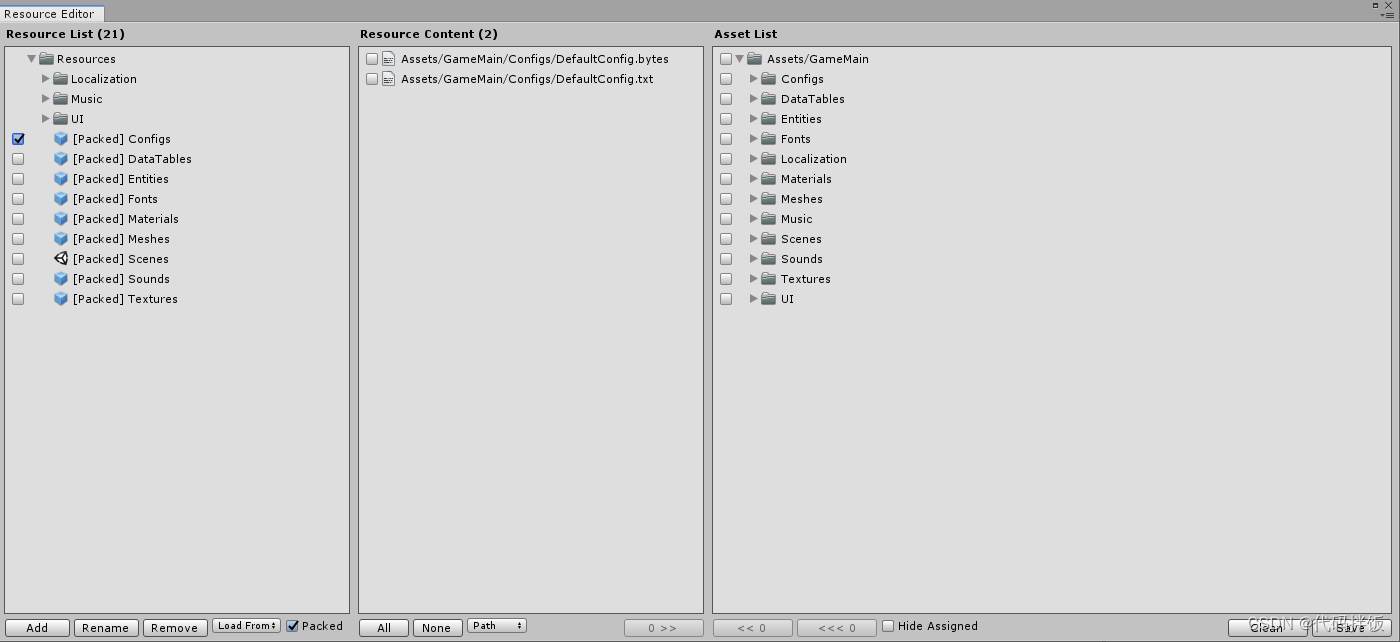 Resource Editor
Resource List (21)
Resources
Localization
Music
UI
[Packed] Configs
[Packed] DataTables
[Packed] Entities
[Packed] Fonts
[Packed] Materials
[Packed] Meshes
[Packed] Scenes
[Packed] Sounds
[Packed] Textures
Add Rename Remove Load From Packed
Resource Content (2)
Assets/GameMain/Configs/DefaultConfig.bytes
Assets/GameMain/Configs/DefaultConfig.txt
All None Path 0 >>
Asset List
Assets/GameMain
Configs
DataTables
Entities
Fonts
Localization
Materials
Meshes
Music
Scenes
Sounds
Textures
UI
<< 0 <<< 0 Hide Assigned Clean Save
CSDN @代码拌饭